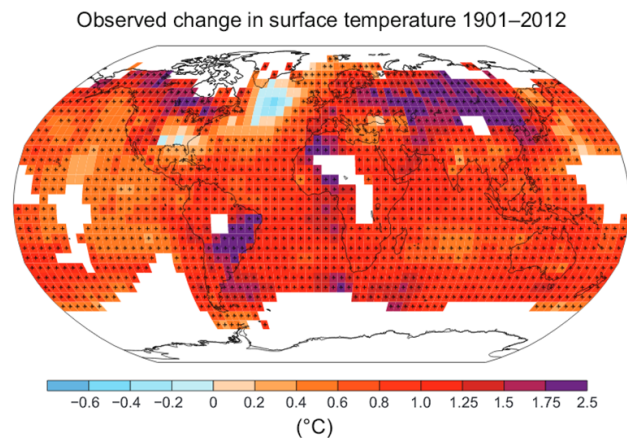 Observed change in surface temperature 1901–2012
−0.6 −0.4 −0.2 0 0.2 0.4 0.6 0.8 1.0 1.25 1.5 1.75 2.5
(°C)